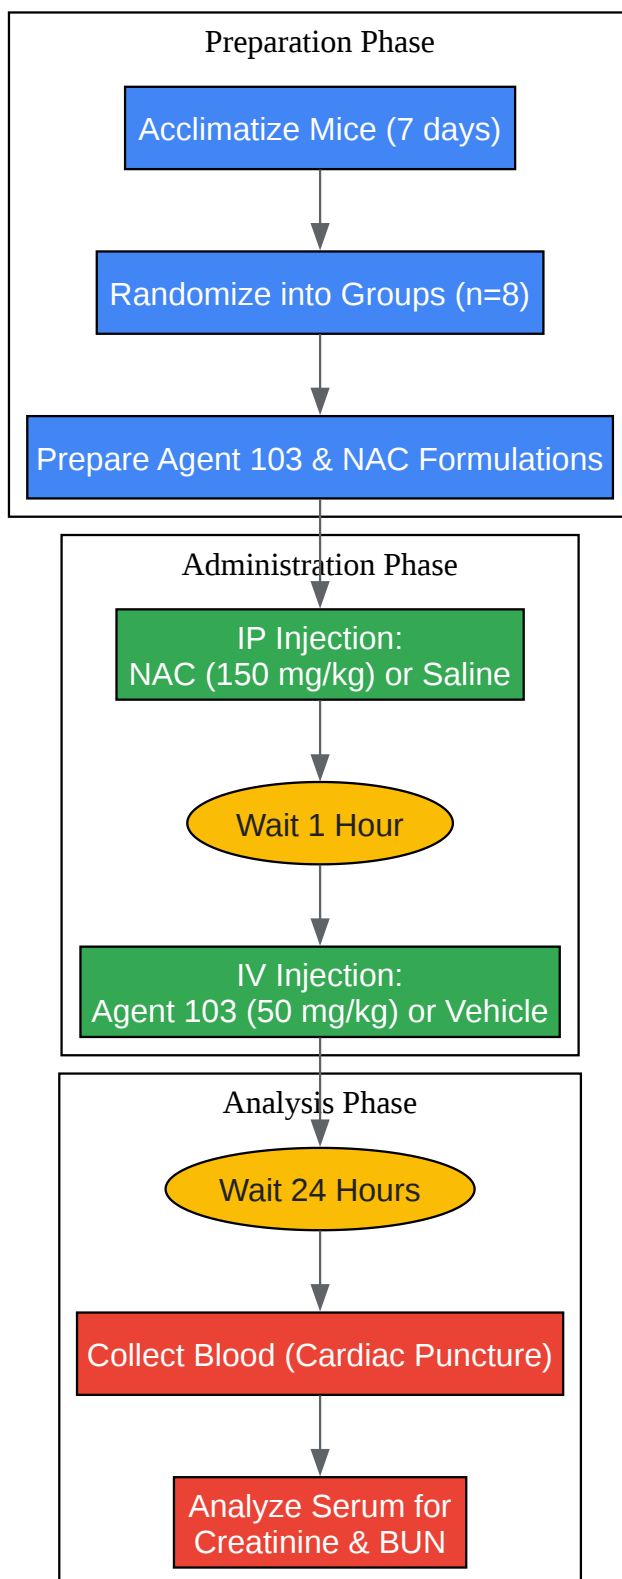 Preparation Phase
Acclimatize Mice (7 days)
Randomize into Groups (n=8)
Prepare Agent 103 & NAC Formulations
Administration Phase
IP Injection:
NAC (150 mg/kg) or Saline
Wait 1 Hour
IV Injection:
Agent 103 (50 mg/kg) or Vehicle
Analysis Phase
Wait 24 Hours
Collect Blood (Cardiac Puncture)
Analyze Serum for
Creatinine & BUN